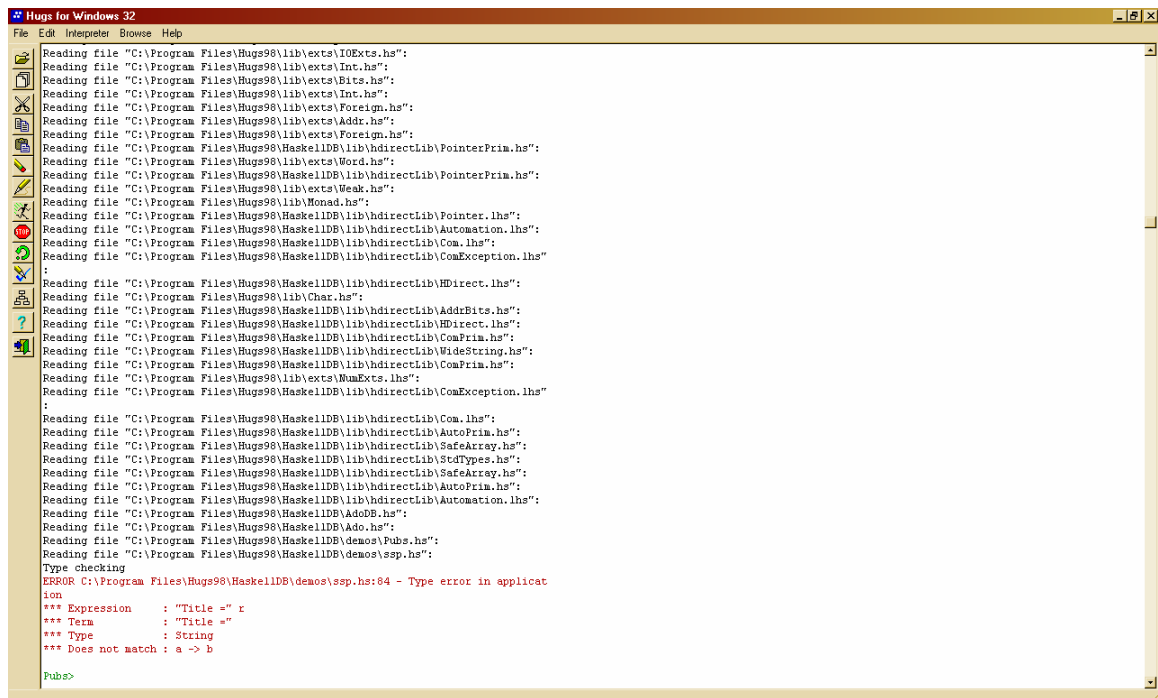 Hugs for Windows 32
File Edit Interpreter Browse Help
Reading file "C:\Program Files\Hugs98\lib\exts\IOExts.hs":
Reading file "C:\Program Files\Hugs98\lib\exts\Int.hs":
Reading file "C:\Program Files\Hugs98\lib\exts\Bits.hs":
Reading file "C:\Program Files\Hugs98\lib\exts\Int.hs":
Reading file "C:\Program Files\Hugs98\lib\exts\Foreign.hs":
Reading file "C:\Program Files\Hugs98\lib\exts\Addr.hs":
Reading file "C:\Program Files\Hugs98\lib\exts\Foreign.hs":
Reading file "C:\Program Files\Hugs98\HaskellDB\lib\hdirectLib\PointerPrim.hs":
Reading file "C:\Program Files\Hugs98\lib\exts\Word.hs":
Reading file "C:\Program Files\Hugs98\HaskellDB\lib\hdirectLib\PointerPrim.hs":
Reading file "C:\Program Files\Hugs98\lib\exts\Weak.hs":
Reading file "C:\Program Files\Hugs98\lib\Monad.hs":
Reading file "C:\Program Files\Hugs98\HaskellDB\lib\hdirectLib\Pointer.lhs":
Reading file "C:\Program Files\Hugs98\HaskellDB\lib\hdirectLib\Automation.lhs":
Reading file "C:\Program Files\Hugs98\HaskellDB\lib\hdirectLib\Com.lhs":
Reading file "C:\Program Files\Hugs98\HaskellDB\lib\hdirectLib\ComException.lhs"
:
Reading file "C:\Program Files\Hugs98\HaskellDB\lib\hdirectLib\HDirect.lhs":
Reading file "C:\Program Files\Hugs98\lib\Char.hs":
Reading file "C:\Program Files\Hugs98\HaskellDB\lib\hdirectLib\AddrBits.hs":
Reading file "C:\Program Files\Hugs98\HaskellDB\lib\hdirectLib\HDirect.lhs":
Reading file "C:\Program Files\Hugs98\HaskellDB\lib\hdirectLib\ComPrim.hs":
Reading file "C:\Program Files\Hugs98\HaskellDB\lib\hdirectLib\WideString.hs":
Reading file "C:\Program Files\Hugs98\HaskellDB\lib\hdirectLib\ComPrim.hs":
Reading file "C:\Program Files\Hugs98\lib\exts\NumExts.lhs":
Reading file "C:\Program Files\Hugs98\HaskellDB\lib\hdirectLib\ComException.lhs"
:
Reading file "C:\Program Files\Hugs98\HaskellDB\lib\hdirectLib\Com.lhs":
Reading file "C:\Program Files\Hugs98\HaskellDB\lib\hdirectLib\AutoPrim.hs":
Reading file "C:\Program Files\Hugs98\HaskellDB\lib\hdirectLib\SafeArray.hs":
Reading file "C:\Program Files\Hugs98\HaskellDB\lib\hdirectLib\StdTypes.hs":
Reading file "C:\Program Files\Hugs98\HaskellDB\lib\hdirectLib\SafeArray.hs":
Reading file "C:\Program Files\Hugs98\HaskellDB\lib\hdirectLib\AutoPrim.hs":
Reading file "C:\Program Files\Hugs98\HaskellDB\lib\hdirectLib\Automation.lhs":
Reading file "C:\Program Files\Hugs98\HaskellDB\AdoDB.hs":
Reading file "C:\Program Files\Hugs98\HaskellDB\Ado.hs":
Reading file "C:\Program Files\Hugs98\HaskellDB\demos\Pubs.hs":
Reading file "C:\Program Files\Hugs98\HaskellDB\demos\ssp.hs":
Type checking
ERROR C:\Program Files\Hugs98\HaskellDB\demos\ssp.hs:84 - Type error in applicat
ion
*** Expression     : "Title =" r
*** Term           : "Title ="
*** Type           : String
*** Does not match : a -> b
Pubs>
STOP